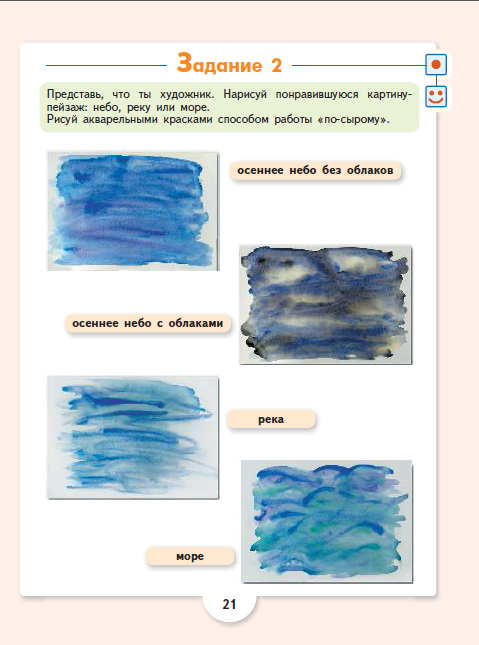 Задание 2
Представь, что ты художник. Нарисуй понравившуюся картину-
пейзаж: небо, реку или море.
Рисуй акварельными красками способом работы «по-сырому».
осеннее небо без облаков
осеннее небо с облаками
река
море
21